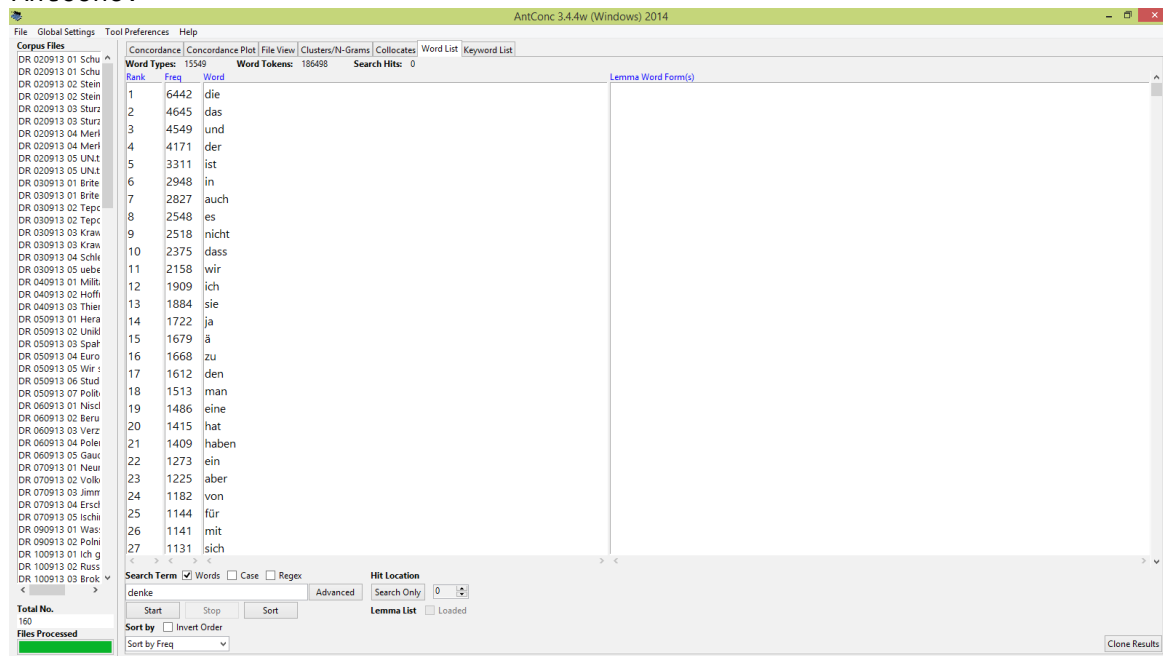 AntConc 3.4.4w (Windows) 2014
File Global Settings Tool Preferences Help
Corpus Files
DR 020913 01 Schu
DR 020913 01 Schu
DR 020913 02 Stein
DR 020913 02 Stein
DR 020913 03 Sturz
DR 020913 03 Sturz
DR 020913 04 Merk
DR 020913 04 Merk
DR 020913 05 UN.t
DR 020913 05 UN.t
DR 030913 01 Brite
DR 030913 01 Brite
DR 030913 02 Tepc
DR 030913 02 Tepc
DR 030913 03 Kraw
DR 030913 03 Kraw
DR 030913 04 Schle
DR 030913 05 uebe
DR 040913 01 Milit
DR 040913 02 Hoff
DR 040913 03 Thier
DR 050913 01 Hera
DR 050913 02 Unikl
DR 050913 03 Spah
DR 050913 04 Euro
DR 050913 05 Wir
DR 050913 06 Stud
DR 050913 07 Polit
DR 060913 01 Nisch
DR 060913 02 Beru
DR 060913 03 Verz
DR 060913 04 Polen
DR 060913 05 Gauc
DR 070913 01 Neur
DR 070913 02 Volk
DR 070913 03 Jimm
DR 070913 04 Ersch
DR 070913 05 Ischi
DR 090913 01 Wass
DR 090913 02 Polni
DR 100913 01 Ich g
DR 100913 02 Russ
DR 100913 03 Brok
Total No.
160
Files Processed
Concordance Concordance Plot File View Clusters/N-Grams Collocates Word List Keyword List
Word Types: 15549 Word Tokens: 186498 Search Hits: 0
Rank Freq Word Lemma Word Form(s)
1 6442 die
2 4645 das
3 4549 und
4 4171 der
5 3311 ist
6 2948 in
7 2827 auch
8 2548 es
9 2518 nicht
10 2375 dass
11 2158 wir
12 1909 ich
13 1884 sie
14 1722 ja
15 1679 ä
16 1668 zu
17 1612 den
18 1513 man
19 1486 eine
20 1415 hat
21 1409 haben
22 1273 ein
23 1225 aber
24 1182 von
25 1144 für
26 1141 mit
27 1131 sich
Search Term Words Case Regex Hit Location
denke Advanced Search Only 0
Start Stop Sort Lemma List Loaded
Sort by Invert Order
Sort by Freq Clone Results